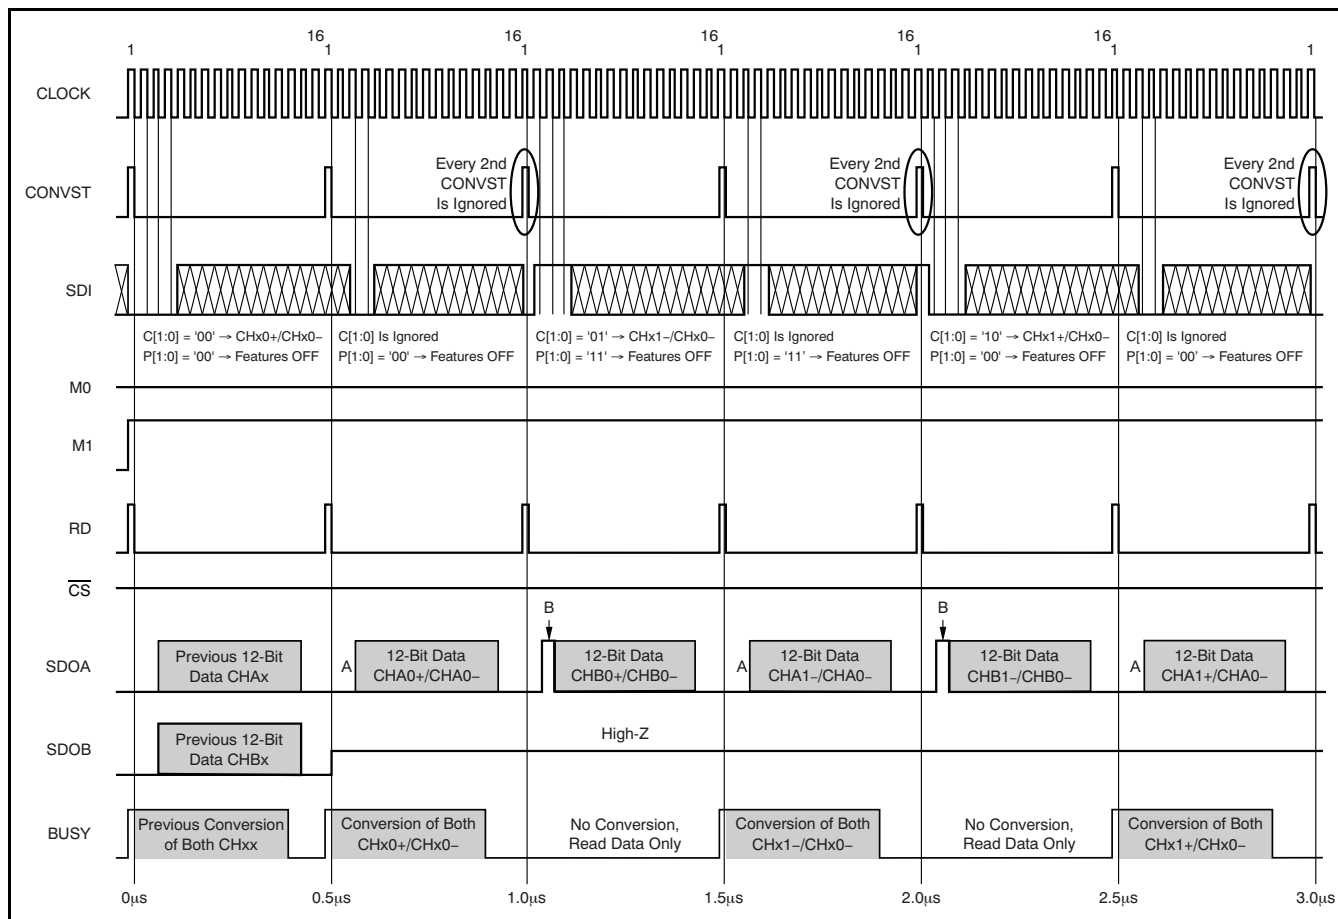 16 16 16 16 16
1 1 1 1 1 1 1
CLOCK
CONVST
Every 2nd
CONVST
Is Ignored
Every 2nd
CONVST
Is Ignored
Every 2nd
CONVST
Is Ignored
SDI
C[1:0] = '00' → CHx0+/CHx0–
P[1:0] = '00' → Features OFF
C[1:0] Is Ignored
P[1:0] = '00' → Features OFF
C[1:0] = '01' → CHx1–/CHx0–
P[1:0] = '11' → Features OFF
C[1:0] Is Ignored
P[1:0] = '11' → Features OFF
C[1:0] = '10' → CHx1+/CHx0–
P[1:0] = '00' → Features OFF
C[1:0] Is Ignored
P[1:0] = '00' → Features OFF
M0
M1
RD
CS
B
B
SDOA
Previous 12-Bit
Data CHAx
A
12-Bit Data
CHA0+/CHA0–
12-Bit Data
CHB0+/CHB0–
A
12-Bit Data
CHA1–/CHA0–
12-Bit Data
CHB1–/CHB0–
A
12-Bit Data
CHA1+/CHA0–
SDOB
Previous 12-Bit
Data CHBx
High-Z
BUSY
Previous Conversion
of Both CHxx
Conversion of Both
CHx0+/CHx0–
No Conversion,
Read Data Only
Conversion of Both
CHx1–/CHx0–
No Conversion,
Read Data Only
Conversion of Both
CHx1+/CHx0–
0µs 0.5µs 1.0µs 1.5µs 2.0µs 2.5µs 3.0µs